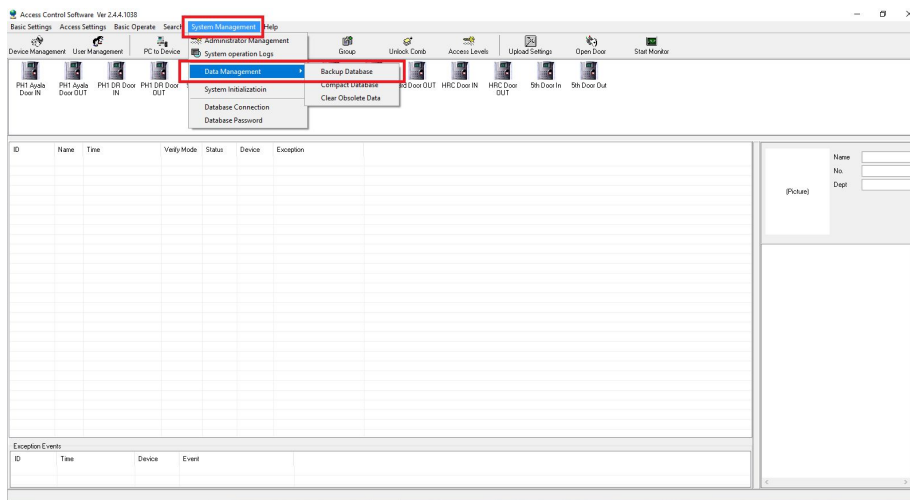 Access Control Software Ver 2.4.4.1038
Basic Settings Access Settings Basic Operate Search System Management Help
Device Management User Management PC to Device Group Unlock Comb Access Levels Upload Settings Open Door Start Monitor
Administrator Management
System operation Logs
Data Management
System Initializatioin
Database Connection
Database Password
Backup Database
Compact Database
Clear Obsolete Data
PH1 Ayala Door IN
PH1 Ayala Door OUT
PH1 DR Door IN
PH1 DR Door OUT
Door OUT
HRC Door IN
HRC Door OUT
5th Door In
5th Door Out
ID Name Time Verify Mode Status Device Exception
(Picture)
Name
No.
Dept
Exception Events
ID Time Device Event